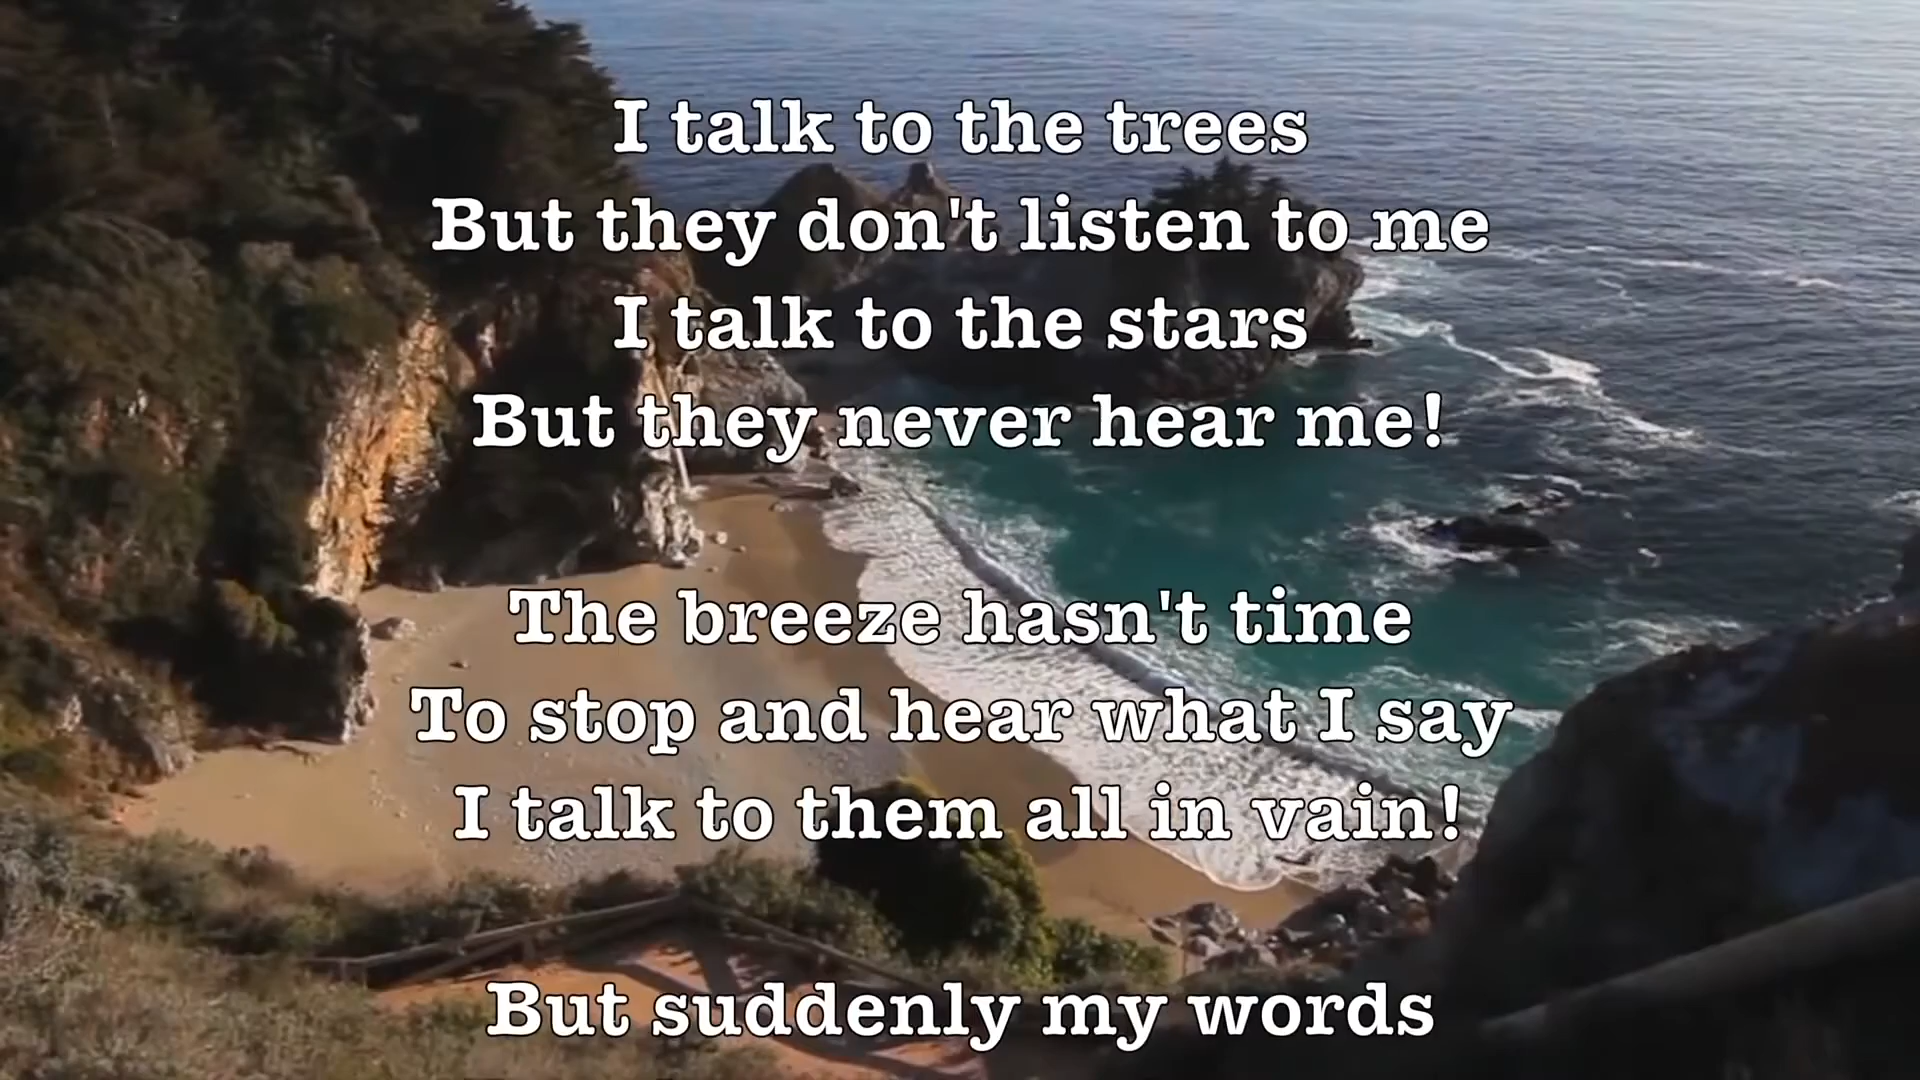 I talk to the trees
But they don't listen to me
I talk to the stars
But they never hear me!
The breeze hasn't time
To stop and hear what I say
I talk to them all in vain!
But suddenly my words